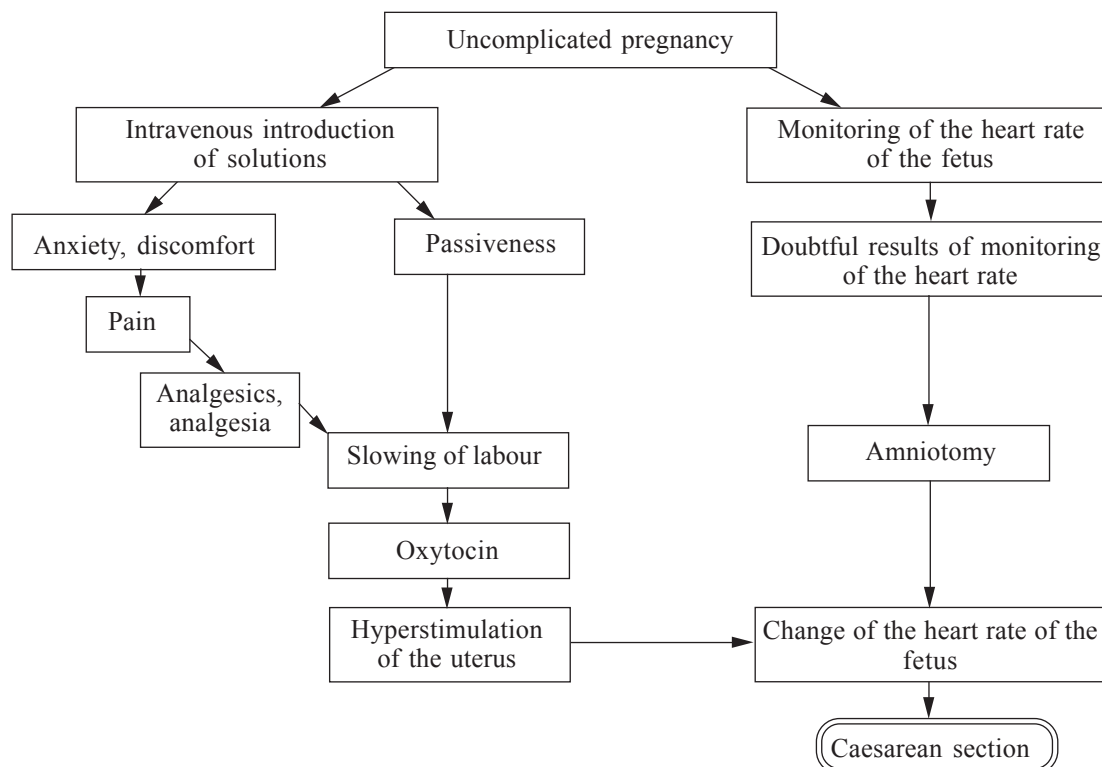 Uncomplicated pregnancy
Intravenous introduction
of solutions
Monitoring of the heart rate
of the fetus
Anxiety, discomfort
Passiveness
Doubtful results of monitoring
of the heart rate
Pain
Analgesics,
analgesia
Slowing of labour
Amniotomy
Oxytocin
Hyperstimulation
of the uterus
Change of the heart rate of the
fetus
Caesarean section